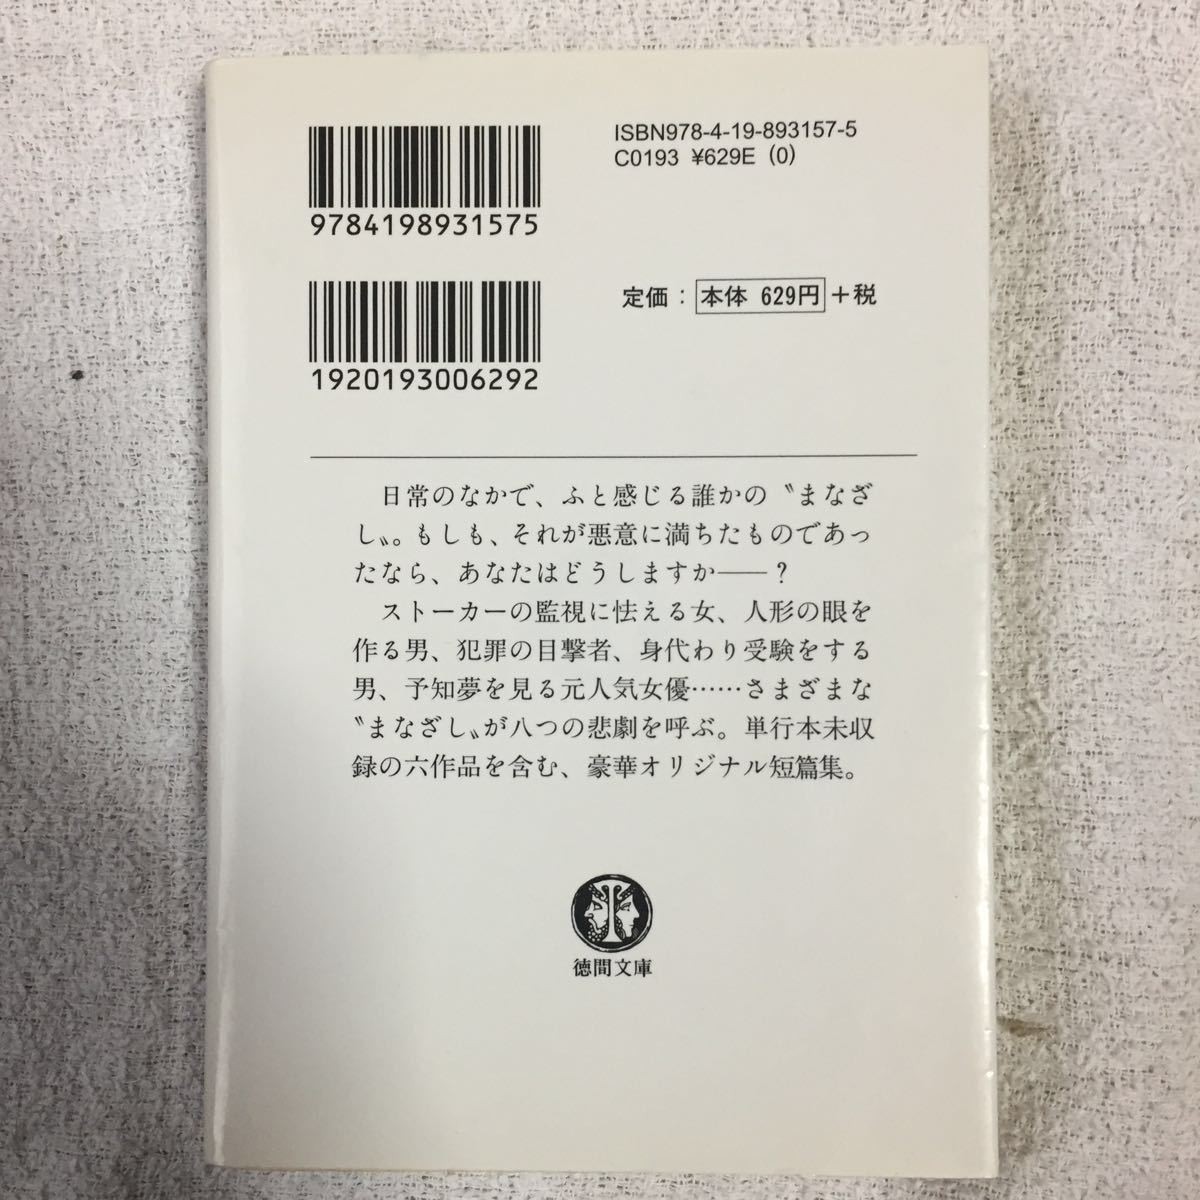 ISBN978-4-19-893157-5
C0193 ¥629E (0)
9784198931575
定価：本体 629円＋税
1920193006292
日常のなかで、ふと感じる誰かの〝まなざ
し〟。もしも、それが悪意に満ちたものであっ
たなら、あなたはどうしますか――？
ストーカーの監視に怯える女、人形の眼を
作る男、犯罪の目撃者、身代わり受験をする
男、予知夢を見る元人気女優……さまざまな
〝まなざし〟が八つの悲劇を呼ぶ。単行本未収
録の六作品を含む、豪華オリジナル短篇集。
徳間文庫